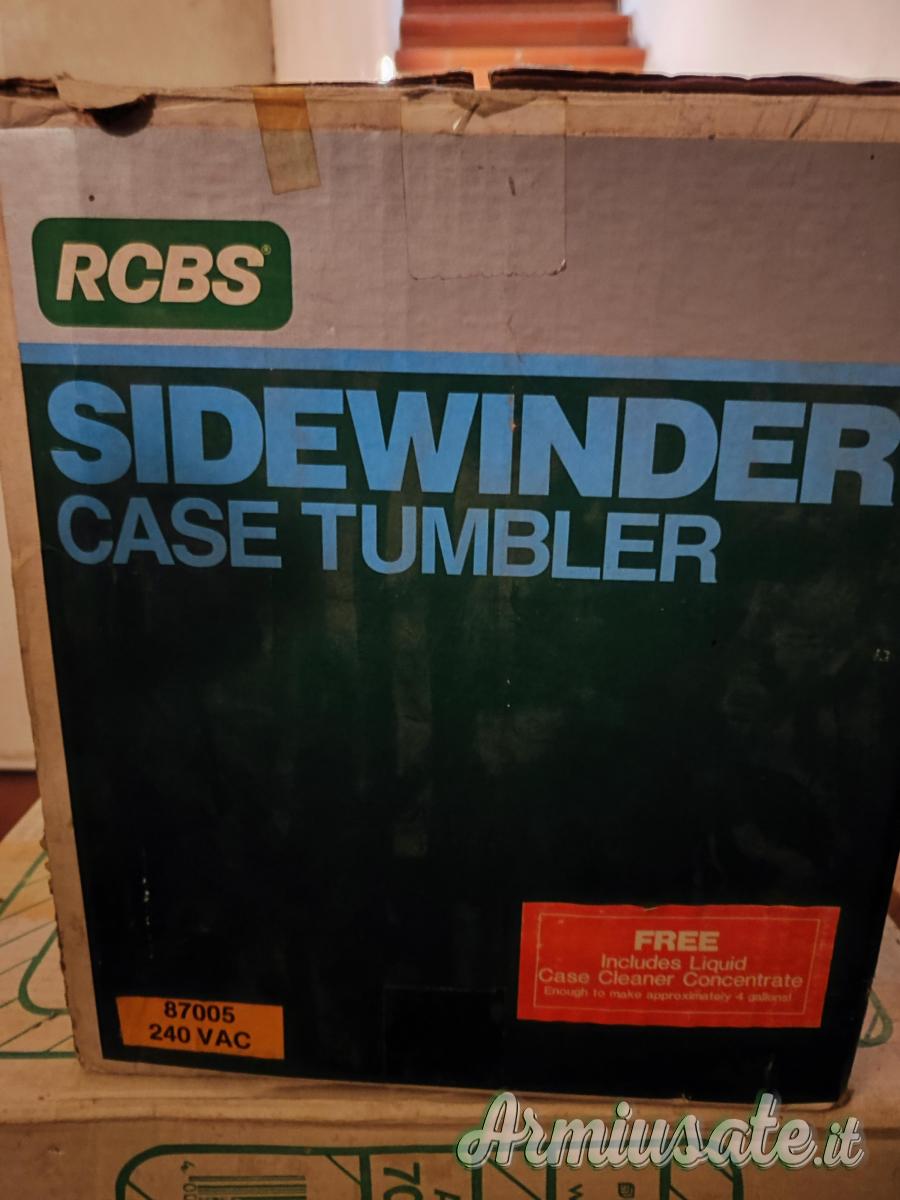 RCBS®
SIDEWINDER
CASE TUMBLER
FREE
Includes Liquid
Case Cleaner Concentrate
Enough to make approximately 4 gallons!
87005
240 VAC
Armiusate.it